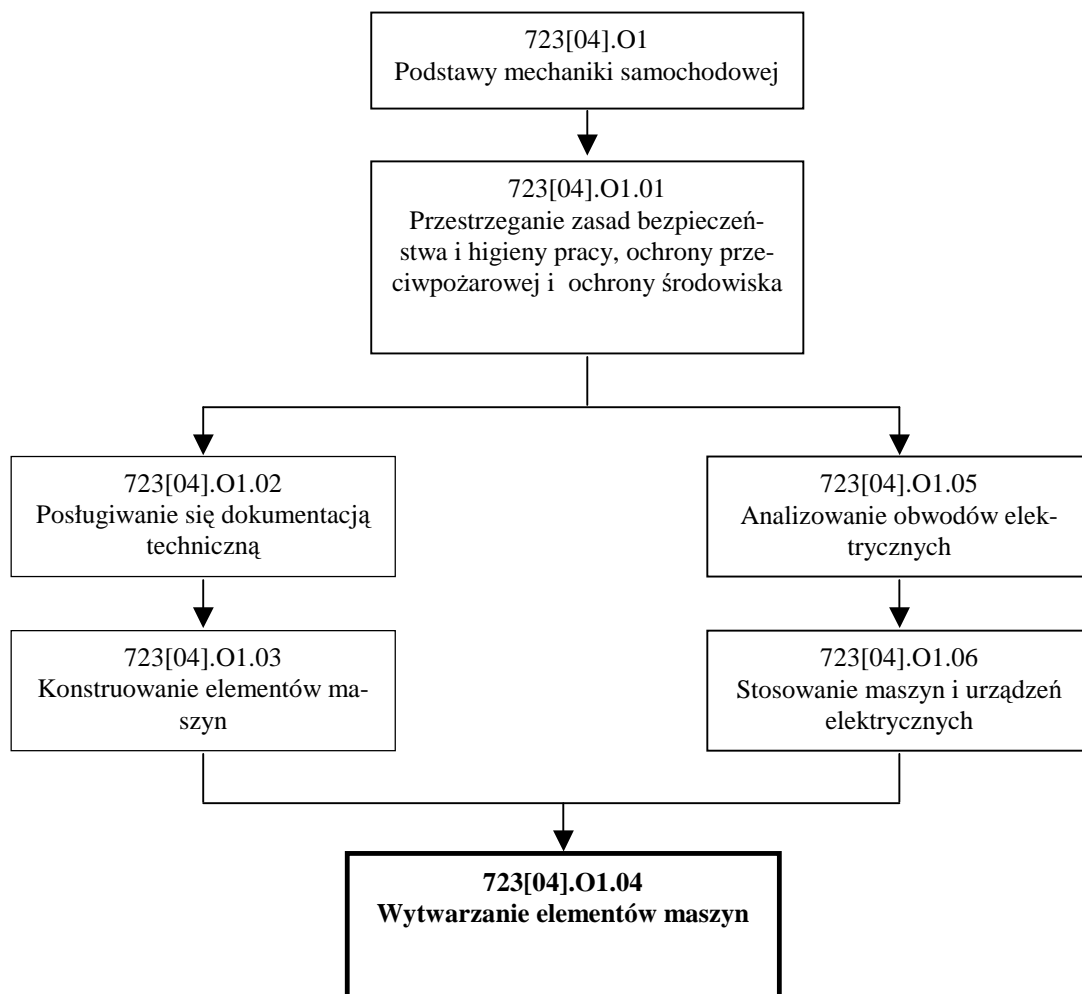 723[04].O1
Podstawy mechaniki samochodowej
723[04].O1.01
Przestrzeganie zasad bezpieczeń-
stwa i higieny pracy, ochrony prze-
ciwpożarowej i ochrony środowiska
723[04].O1.02
Posługiwanie się dokumentacją
techniczną
723[04].O1.05
Analizowanie obwodów elek-
trycznych
723[04].O1.03
Konstruowanie elementów ma-
szyn
723[04].O1.06
Stosowanie maszyn i urządzeń
elektrycznych
723[04].O1.04
Wytwarzanie elementów maszyn